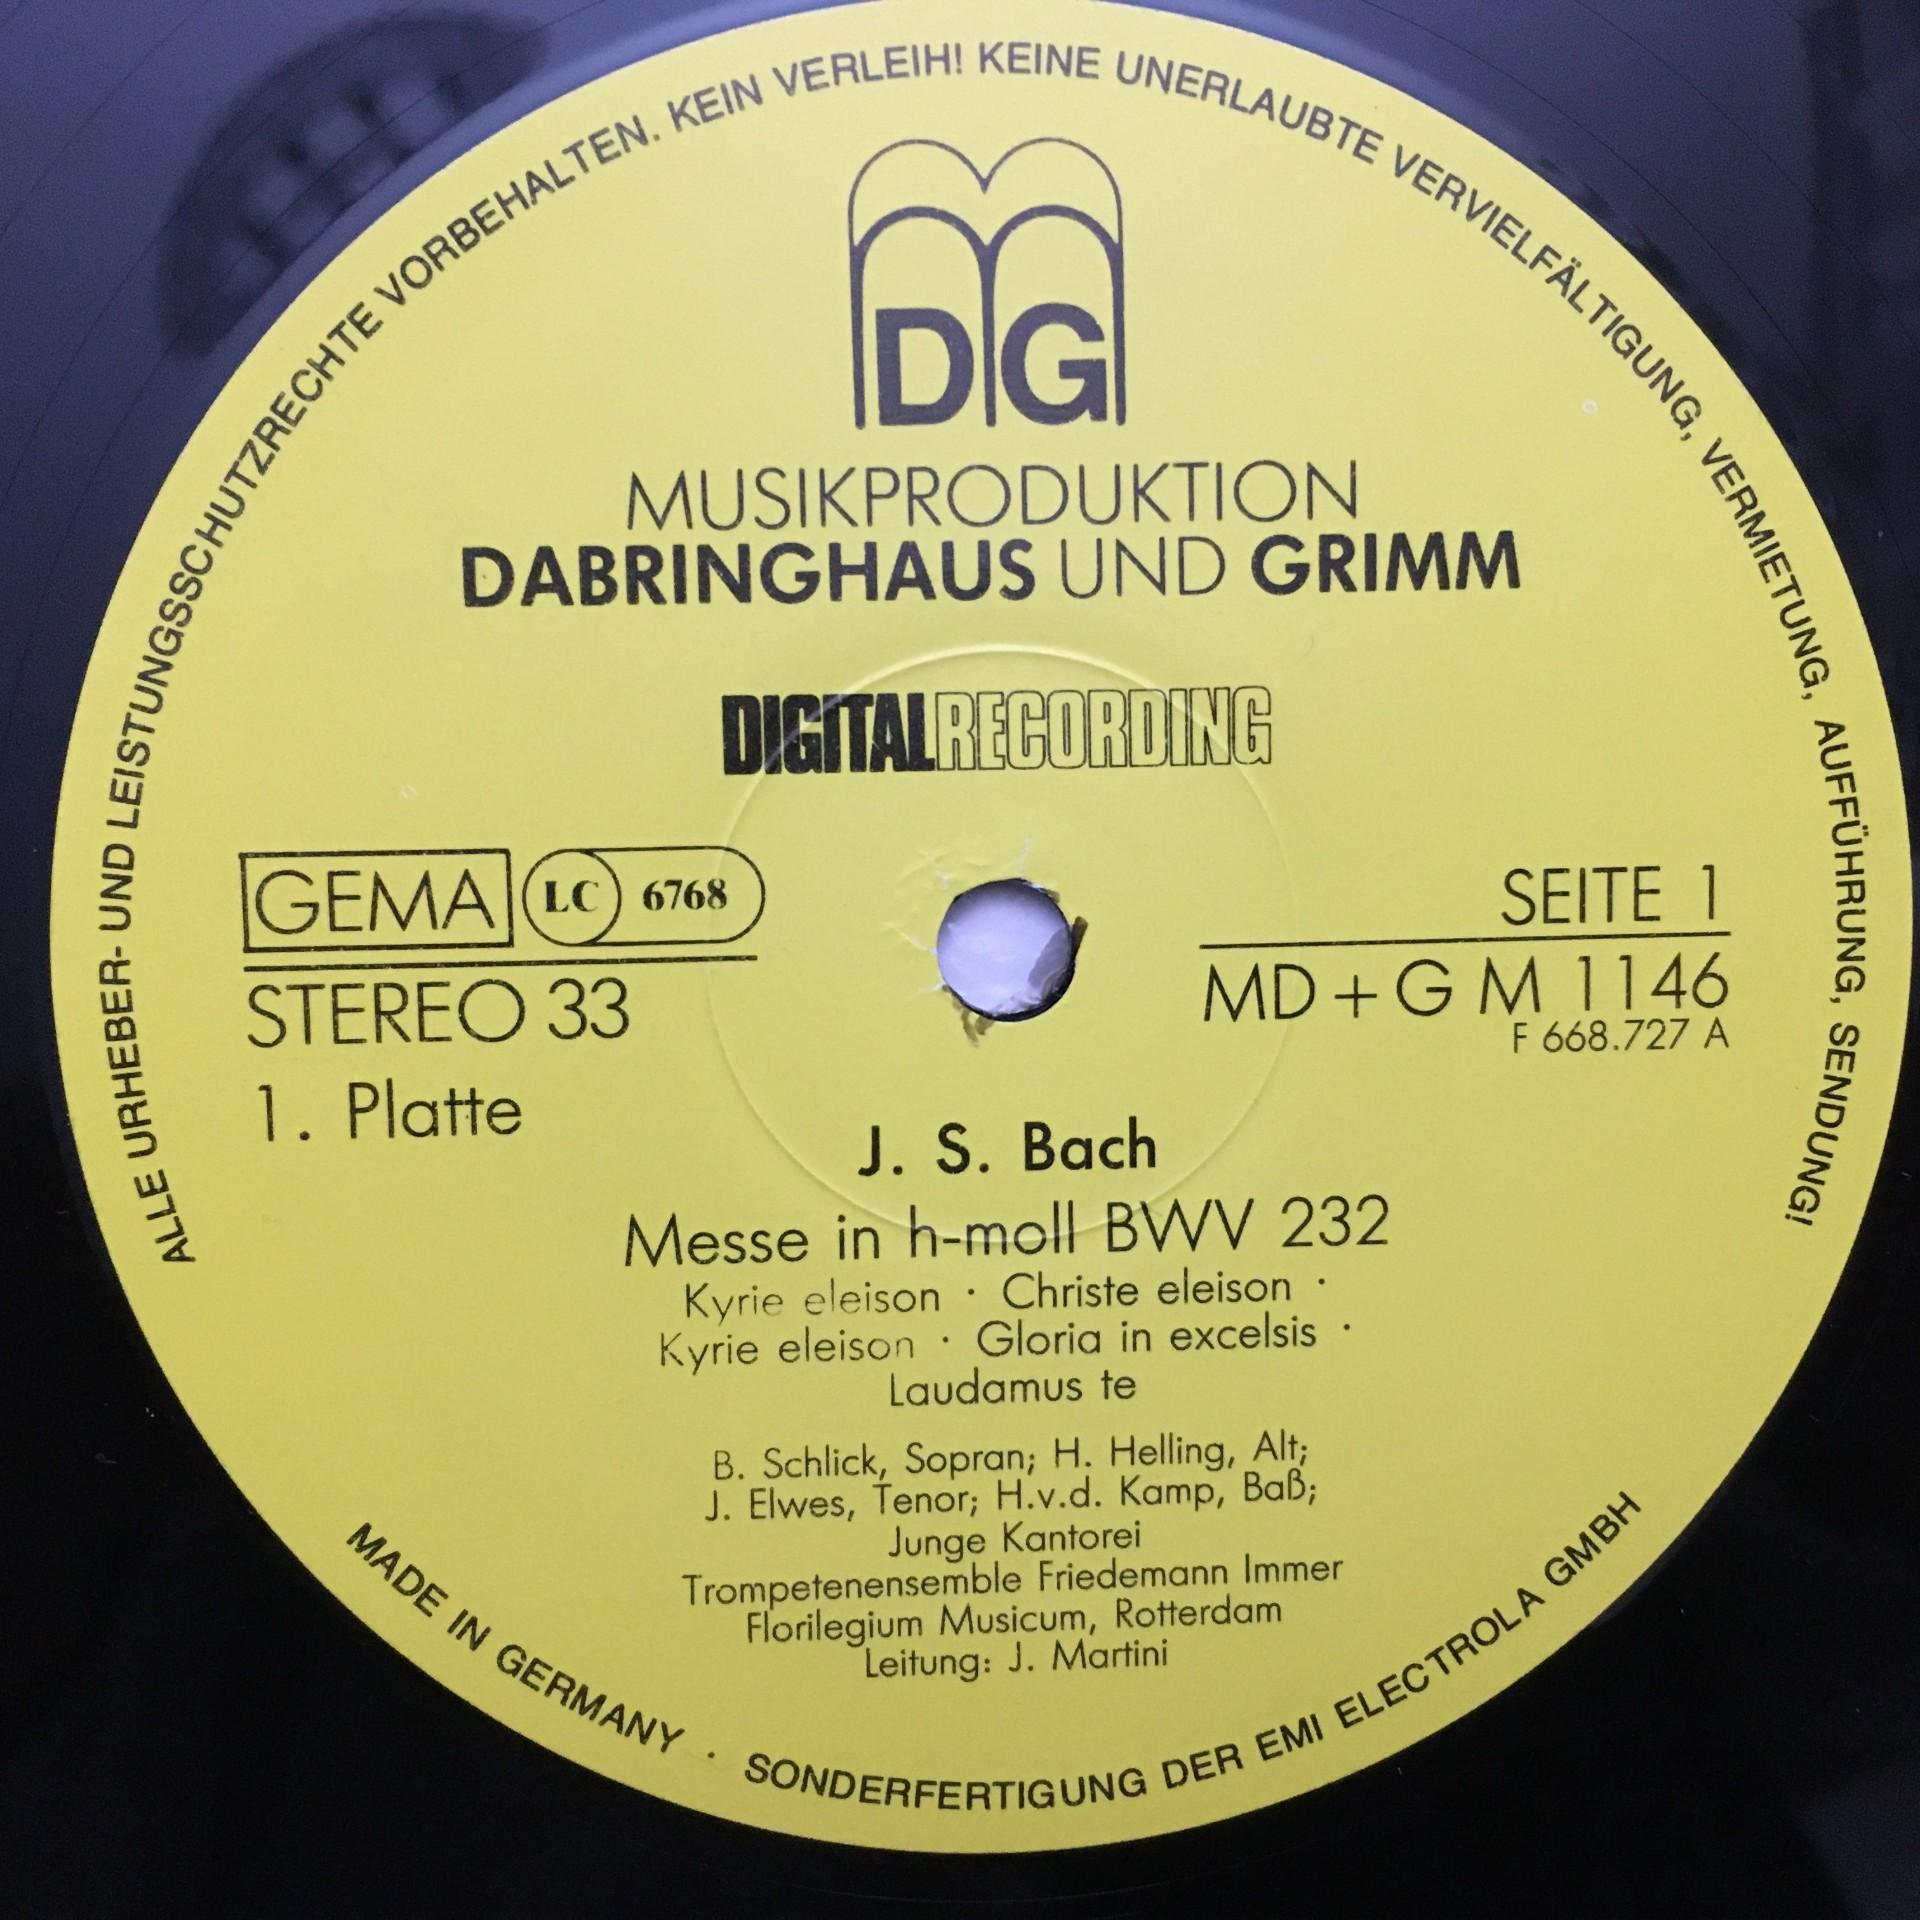 ALLE URHEBER- UND LEISTUNGSSCHUTZRECHTE VORBEHALTEN. KEIN VERLEIH! KEINE UNERLAUBTE VERVIELFÄLTIGUNG, VERMIETUNG, AUFFÜHRUNG, SENDUNG!
DG
MUSIKPRODUKTION
DABRINGHAUS UND GRIMM
DIGITALRECORDING
GEMA LC 6768
STEREO 33
1. Platte
SEITE 1
MD+G M 1146
F 668.727 A
J. S. Bach
Messe in h-moll BWV 232
Kyrie eleison · Christe eleison ·
Kyrie eleison · Gloria in excelsis ·
Laudamus te
B. Schlick, Sopran; H. Helling, Alt;
J. Elwes, Tenor; H.v.d. Kamp, Baß;
Junge Kantorei
Trompetenensemble Friedemann Immer
Florilegium Musicum, Rotterdam
Leitung: J. Martini
MADE IN GERMANY · SONDERFERTIGUNG DER EMI ELECTROLA GMBH